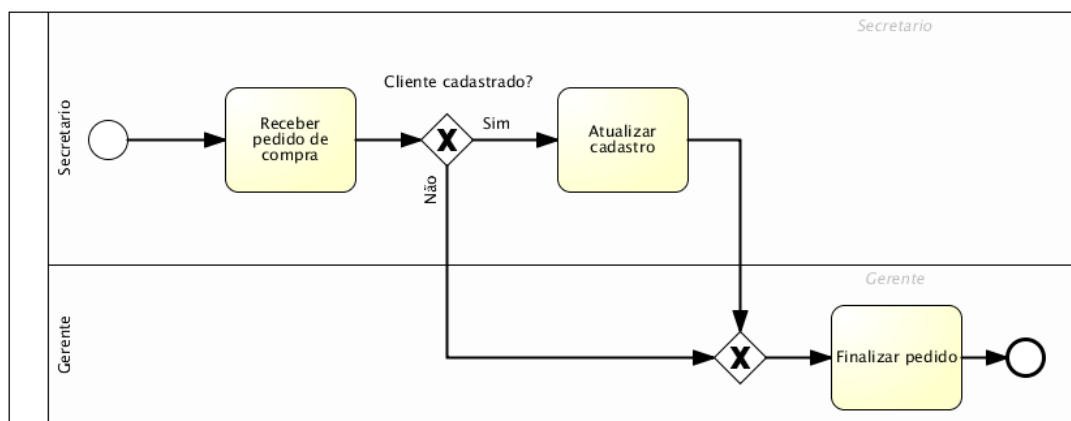 Secretario
Secretario
Cliente cadastrado?
Receber
pedido de
compra
Sim
Não
Atualizar
cadastro
Gerente
Gerente
Finalizar pedido